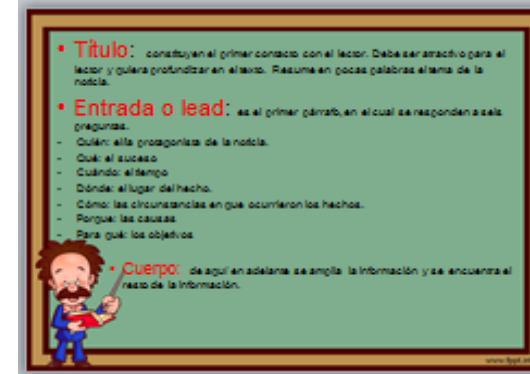 • Título: constituyen el primer contacto con el lector. Debe ser atractivo para el
lector y quiera profundizar en el texto. Resume en pocas palabras el tema de la
noticia.
• Entrada o lead: es el primer párrafo, en el cual se responden a seis
preguntas.
- Quién: el/la protagonista de la noticia.
- Qué: el suceso
- Cuándo: el tiempo
- Dónde: el lugar del hecho.
- Cómo: las circunstancias en que ocurrieron los hechos.
- Porque: las causas
- Para qué: los objetivos
• Cuerpo: de aquí en adelante se amplia la información y se encuentra el
resto de la información.